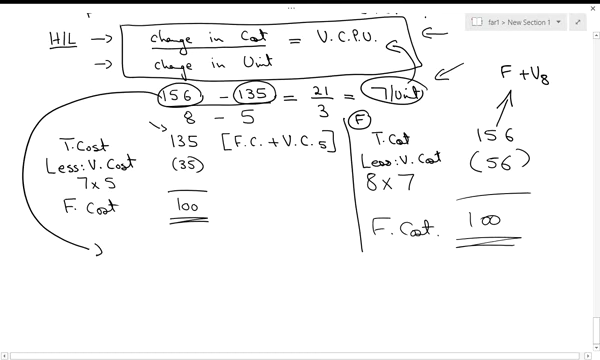 far1 > New Section 1
H/L → change in Cost = V.C.P.U. ←
→ change in Unit
156 - 135 = 21 = 7/unit
8 - 5 3
F + V8
T.Cost 135 [F.C. + V.C.5]
Less: V. Cost (35)
7 x 5
F. Cost 100
F
T. Cost 156
Less: V. Cost (56)
8 x 7
F. Cost. 100